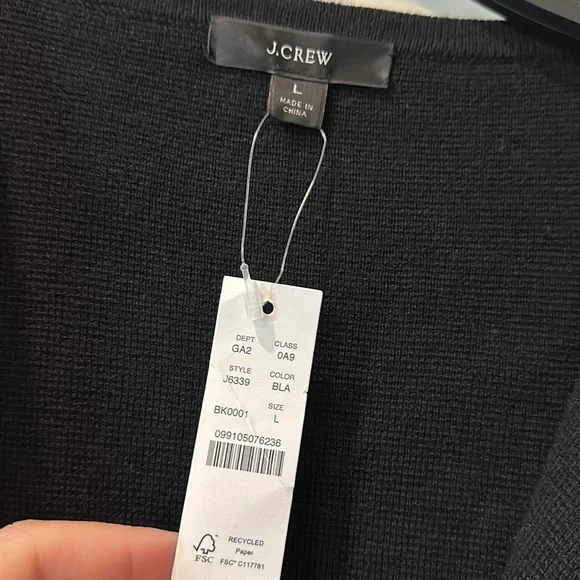 J.CREW
L
MADE IN
CHINA
DEPT CLASS
GA2 0A9
STYLE COLOR
J6339 BLA
SIZE
BK0001 L
099105076236
FSC
RECYCLED
Paper
FSC® C117781